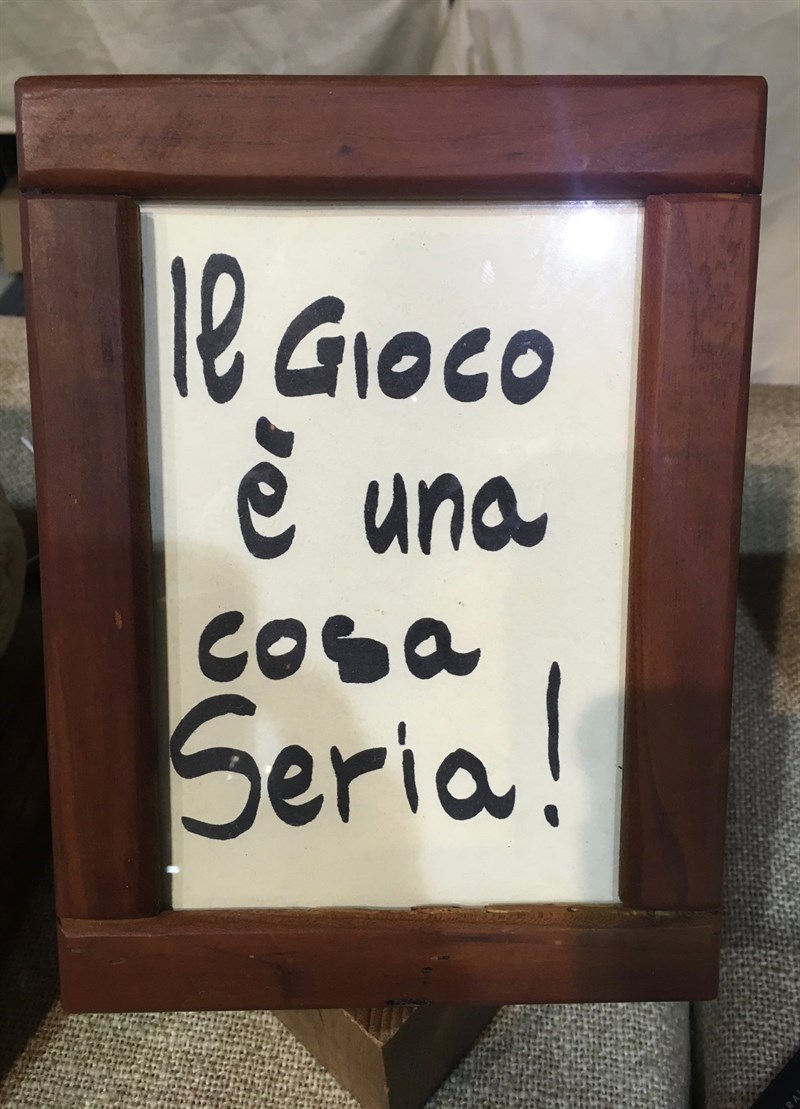 Il Gioco
è una
cosa
Seria!